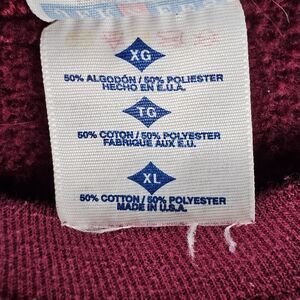 XG
50% ALGODÓN / 50% POLIESTER
HECHO EN E.U.A.
TG
50% COTON / 50% POLYESTER
FABRIQUE AUX E.U.
XL
50% COTTON / 50% POLYESTER
MADE IN U.S.A.